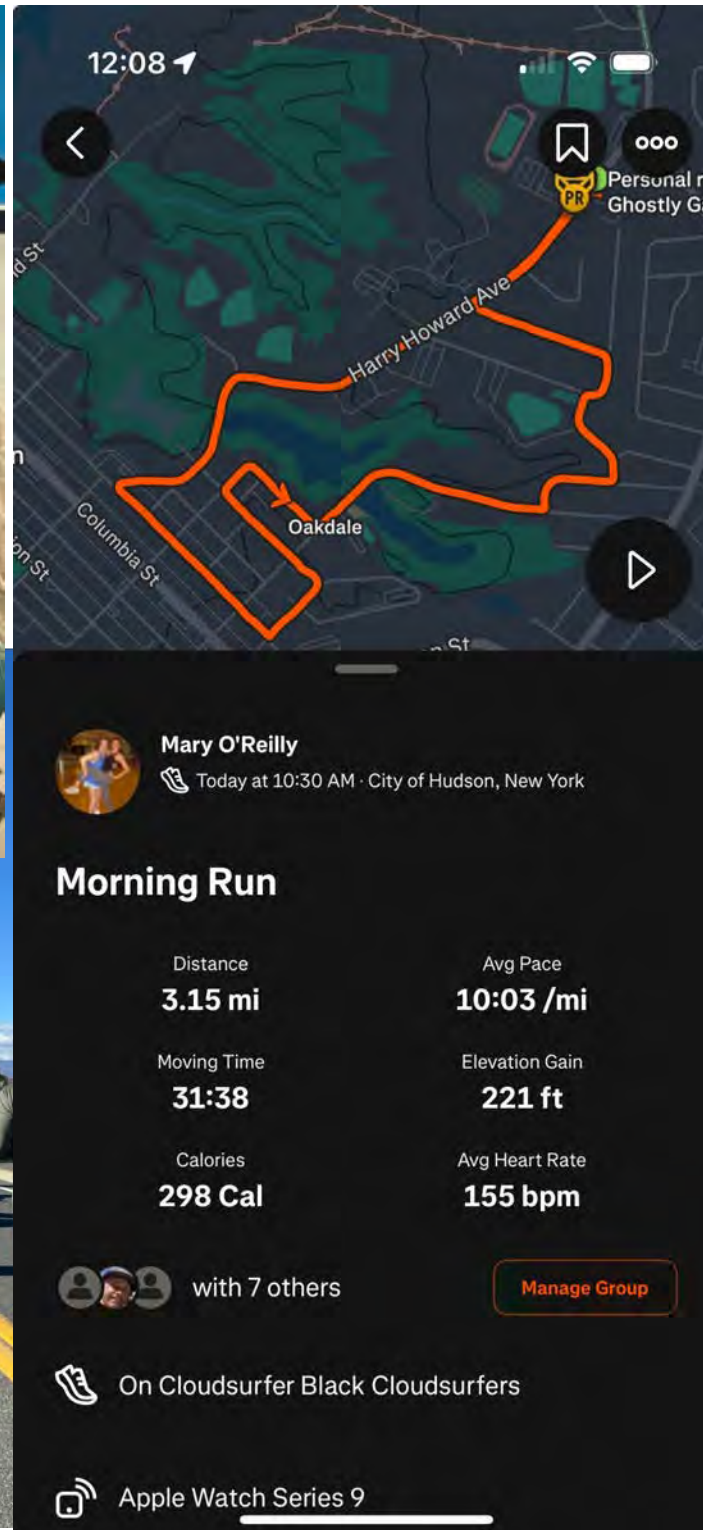 12:08
Personal r
Ghostly Ga
PR
Harry Howard Ave
Columbia St
Oakdale
Mary O'Reilly
Today at 10:30 AM · City of Hudson, New York
Morning Run
Distance
Avg Pace
3.15 mi
10:03 /mi
Moving Time
Elevation Gain
31:38
221 ft
Calories
Avg Heart Rate
298 Cal
155 bpm
with 7 others
Manage Group
On Cloudsurfer Black Cloudsurfers
Apple Watch Series 9